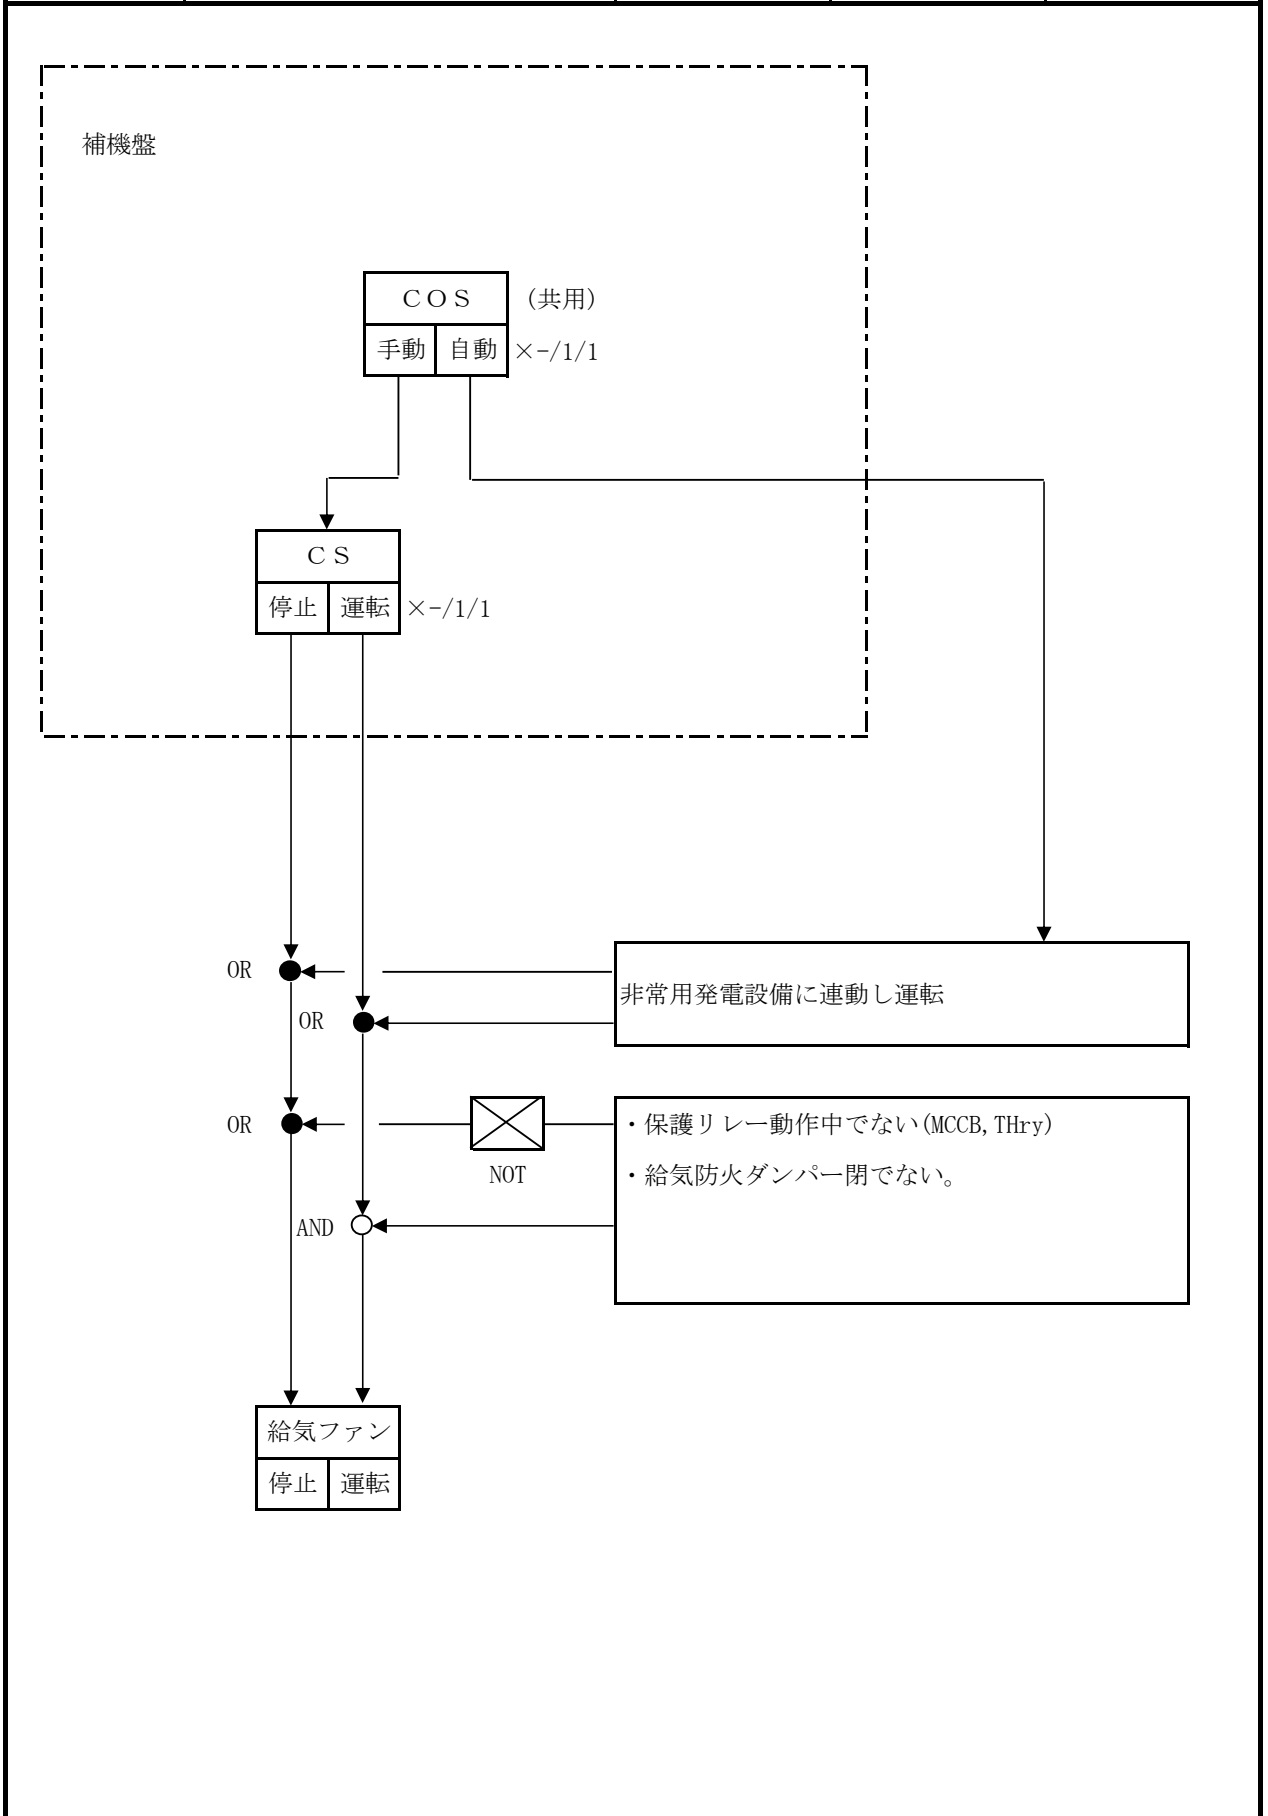 補機盤
ＣＯＳ （共用）
手動 自動 ×-/1/1
ＣＳ
停止 運転 ×-/1/1
OR
非常用発電設備に連動し運転
OR
OR
・保護リレー動作中でない(MCCB,THry)
NOT
・給気防火ダンパー閉でない。
AND
給気ファン
停止 運転